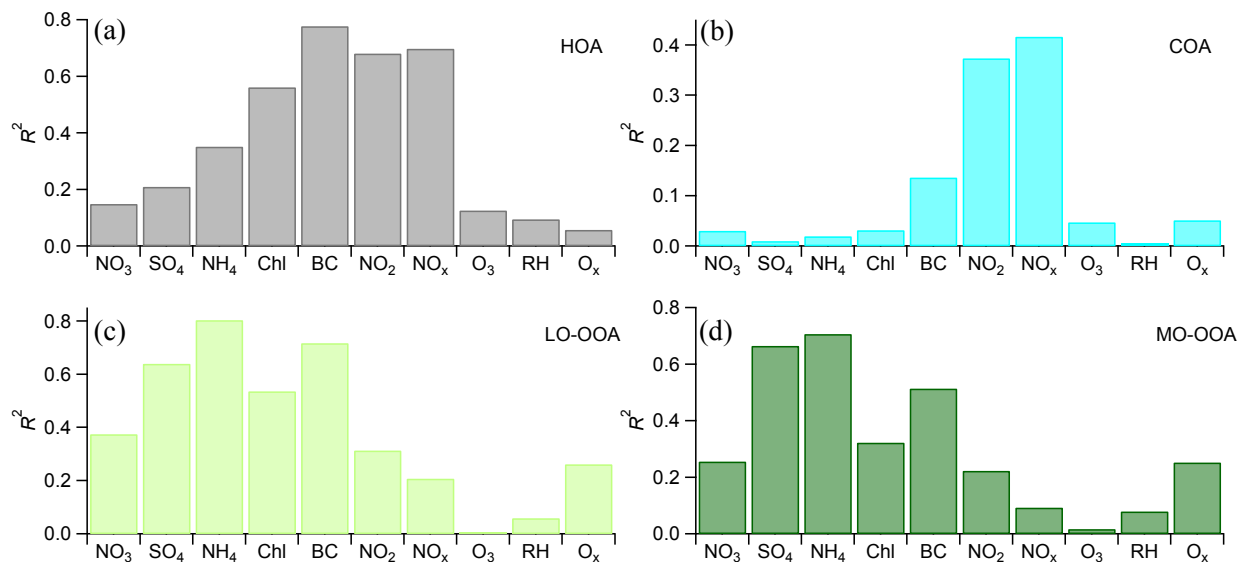 (a) HOA
0.8
0.6
0.4
0.2
0.0
R²
NO₃ SO₄ NH₄ Chl BC NO₂ NOₓ O₃ RH Oₓ
(b) COA
0.4
0.3
0.2
0.1
0.0
R²
NO₃ SO₄ NH₄ Chl BC NO₂ NOₓ O₃ RH Oₓ
(c) LO-OOA
0.8
0.6
0.4
0.2
0.0
R²
NO₃ SO₄ NH₄ Chl BC NO₂ NOₓ O₃ RH Oₓ
(d) MO-OOA
0.8
0.6
0.4
0.2
0.0
R²
NO₃ SO₄ NH₄ Chl BC NO₂ NOₓ O₃ RH Oₓ